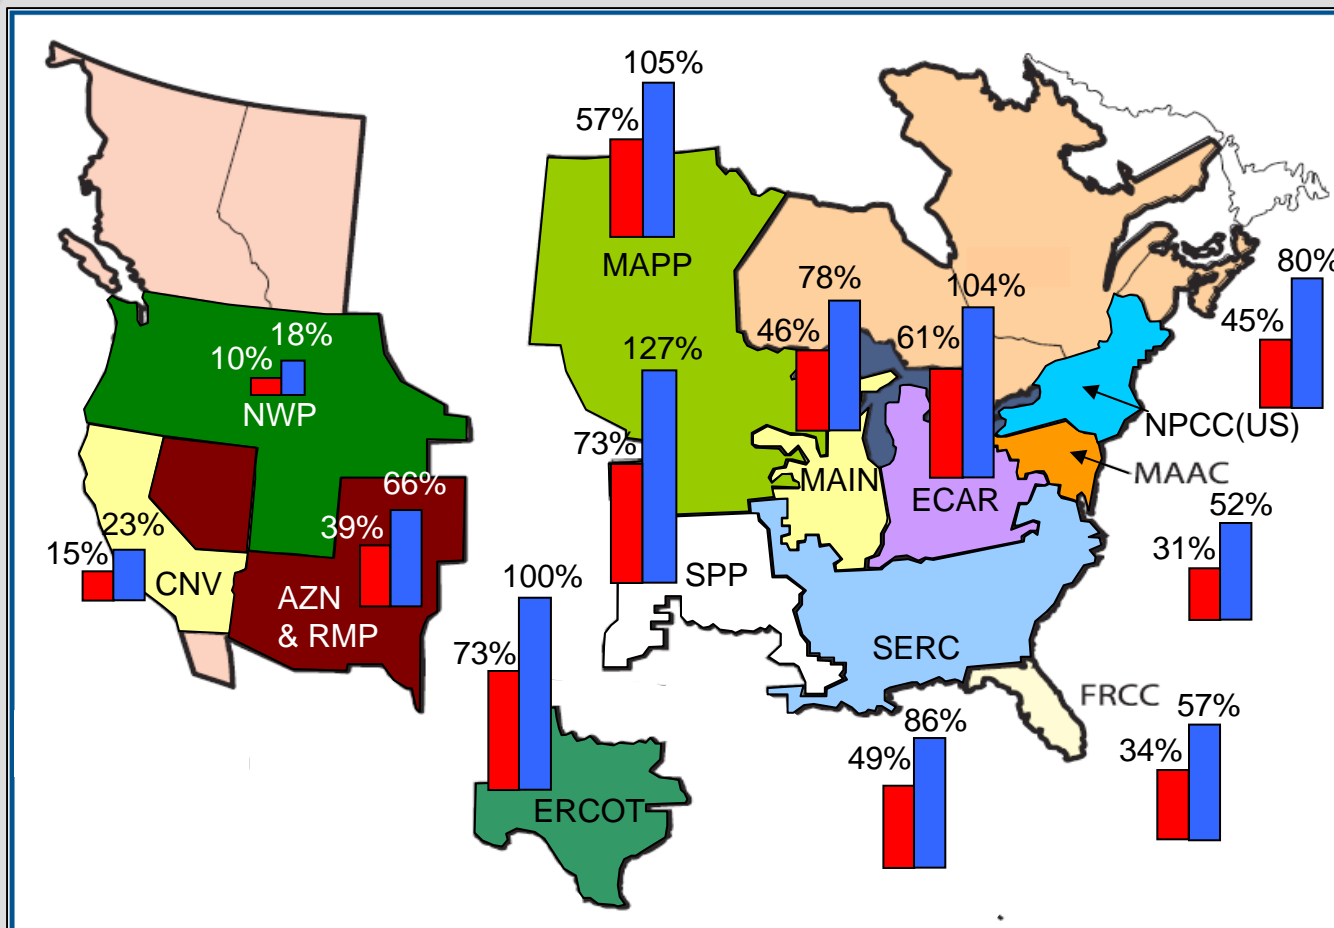 105%
57%
MAPP
78%
46%
104%
61%
80%
45%
18%
10%
NWP
127%
73%
NPCC(US)
MAAC
MAIN
ECAR
66%
39%
23%
15%
CNV
AZN
& RMP
52%
31%
SPP
100%
73%
SERC
FRCC
57%
34%
86%
49%
ERCOT